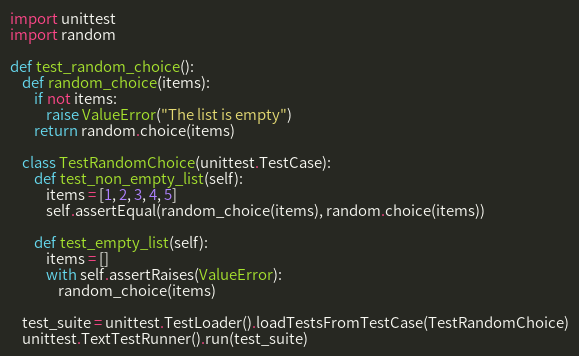 import unittest
import random

def test_random_choice():
    def random_choice(items):
        if not items:
            raise ValueError("The list is empty")
        return random.choice(items)

    class TestRandomChoice(unittest.TestCase):
        def test_non_empty_list(self):
            items = [1, 2, 3, 4, 5]
            self.assertEqual(random_choice(items), random.choice(items))

        def test_empty_list(self):
            items = []
            with self.assertRaises(ValueError):
                random_choice(items)

    test_suite = unittest.TestLoader().loadTestsFromTestCase(TestRandomChoice)
    unittest.TextTestRunner().run(test_suite)